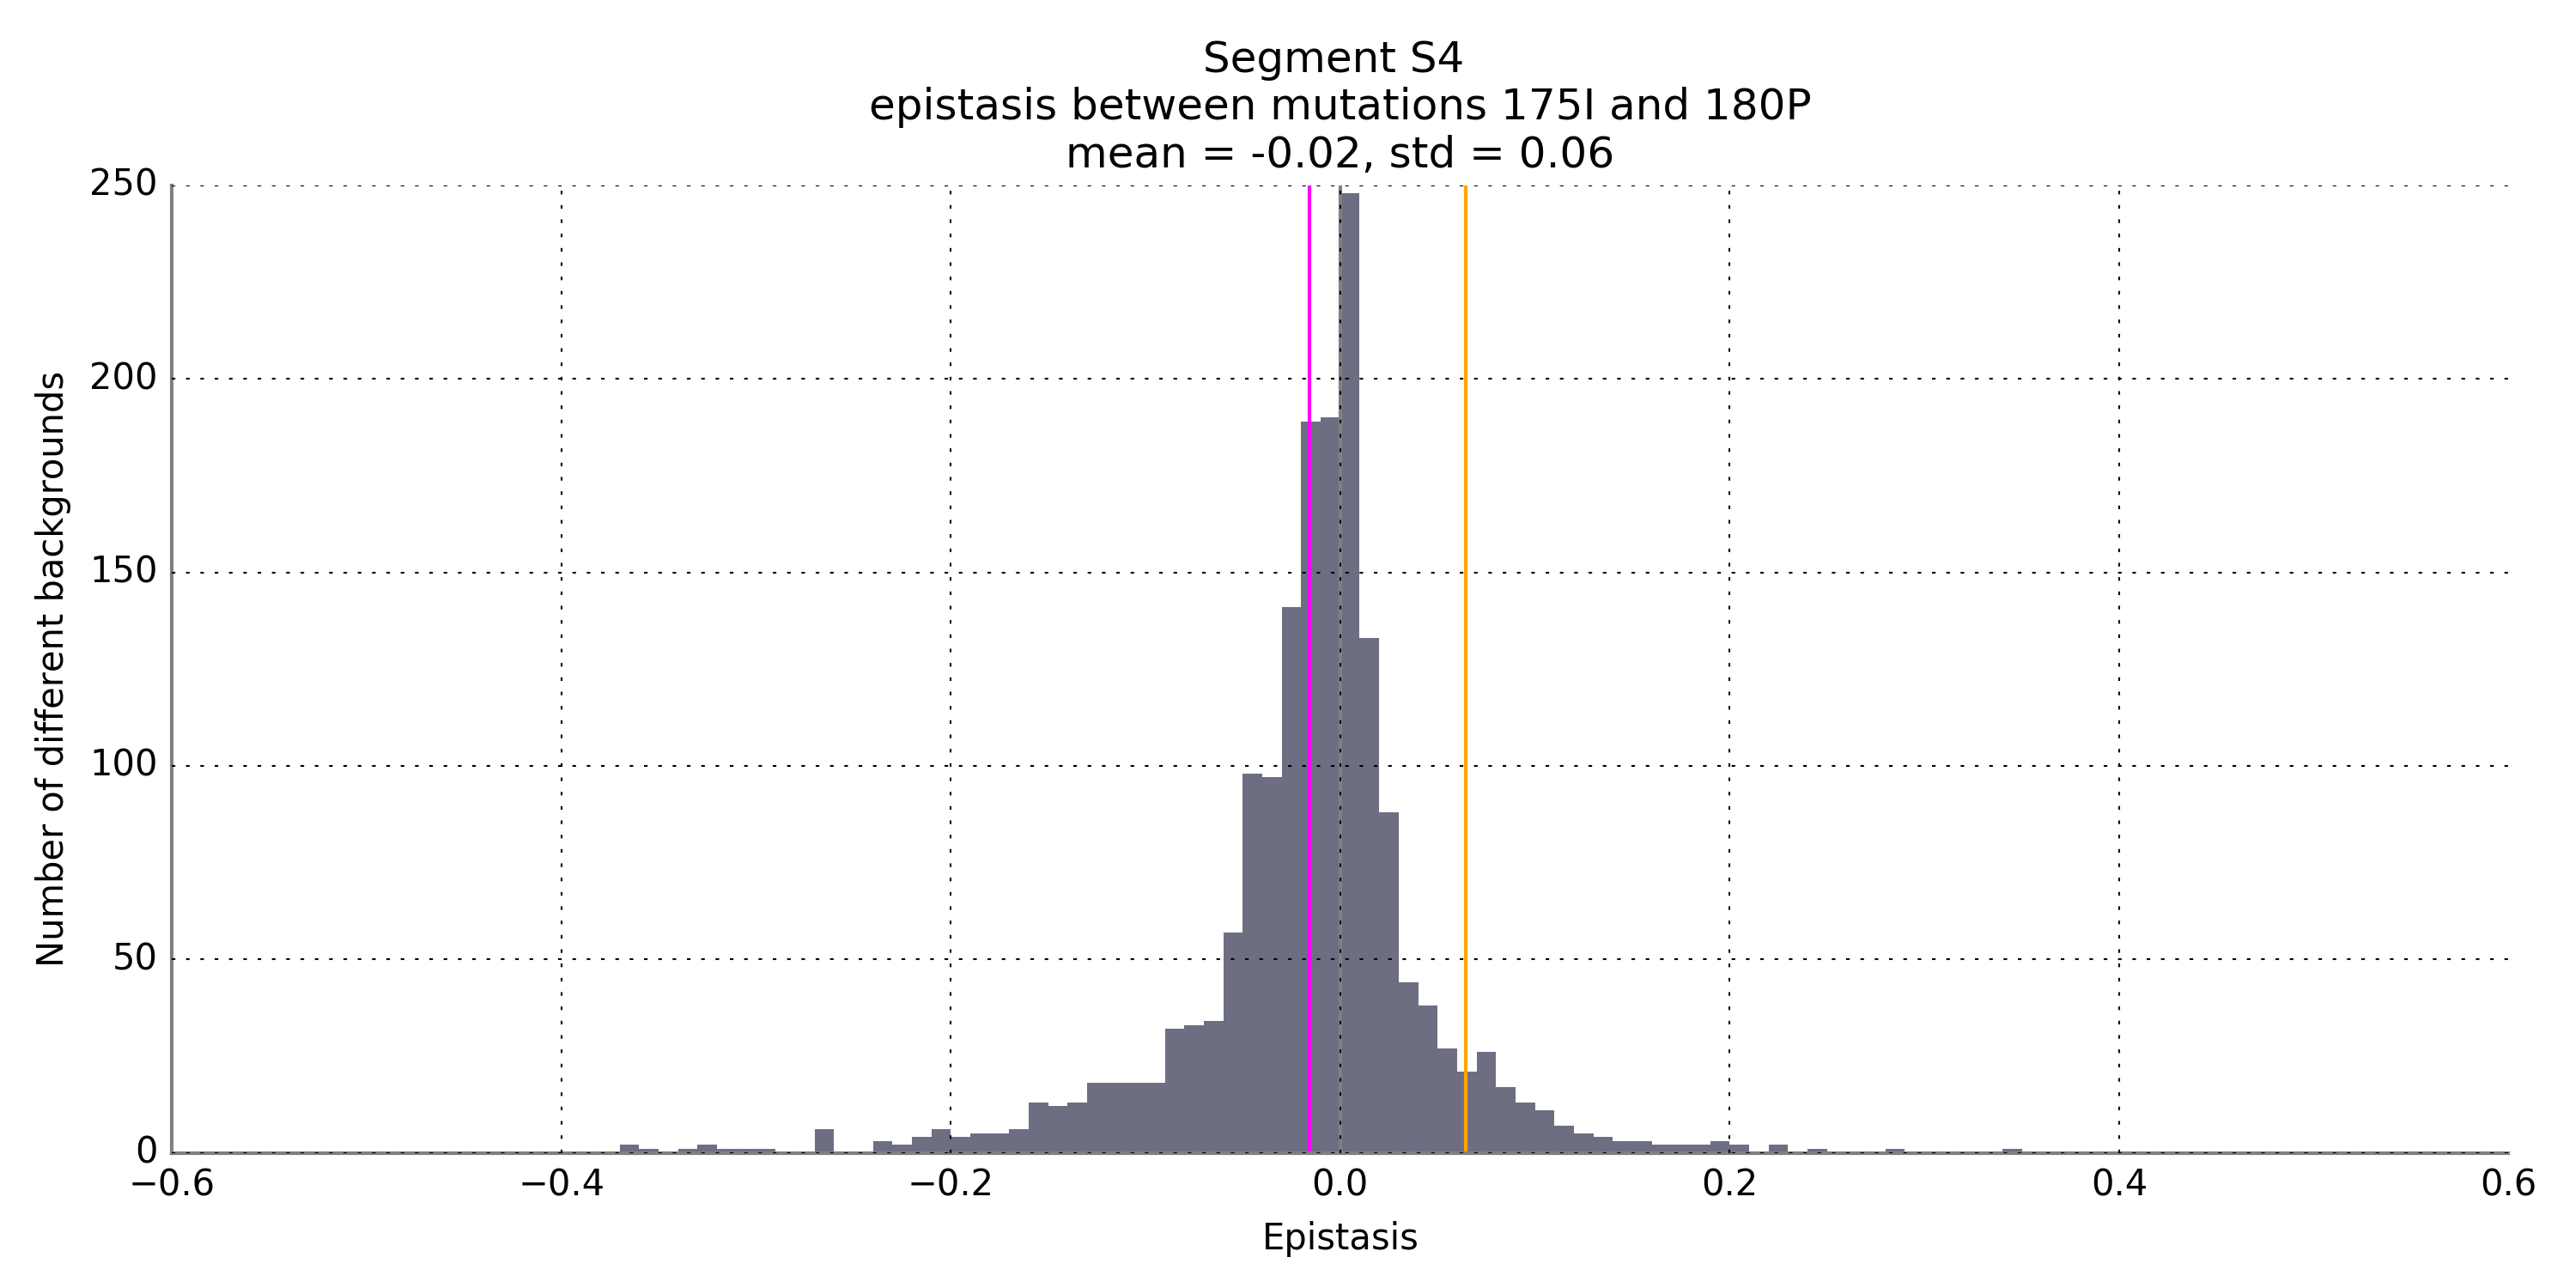 Segment S4
epistasis between mutations 175I and 180P
mean = -0.02, std = 0.06
250
200
150
100
50
0
Number of different backgrounds
−0.6 −0.4 −0.2 0.0 0.2 0.4 0.6
Epistasis